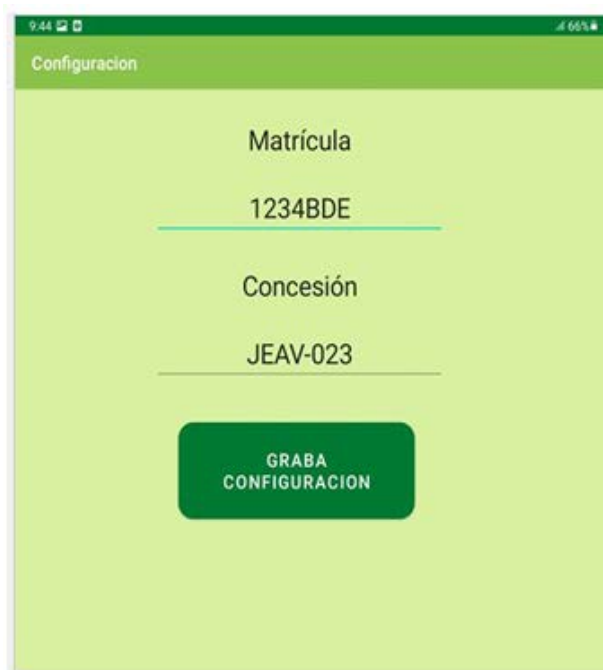 9:44 66%
Configuracion
Matrícula
1234BDE
Concesión
JEAV-023
GRABA
CONFIGURACION